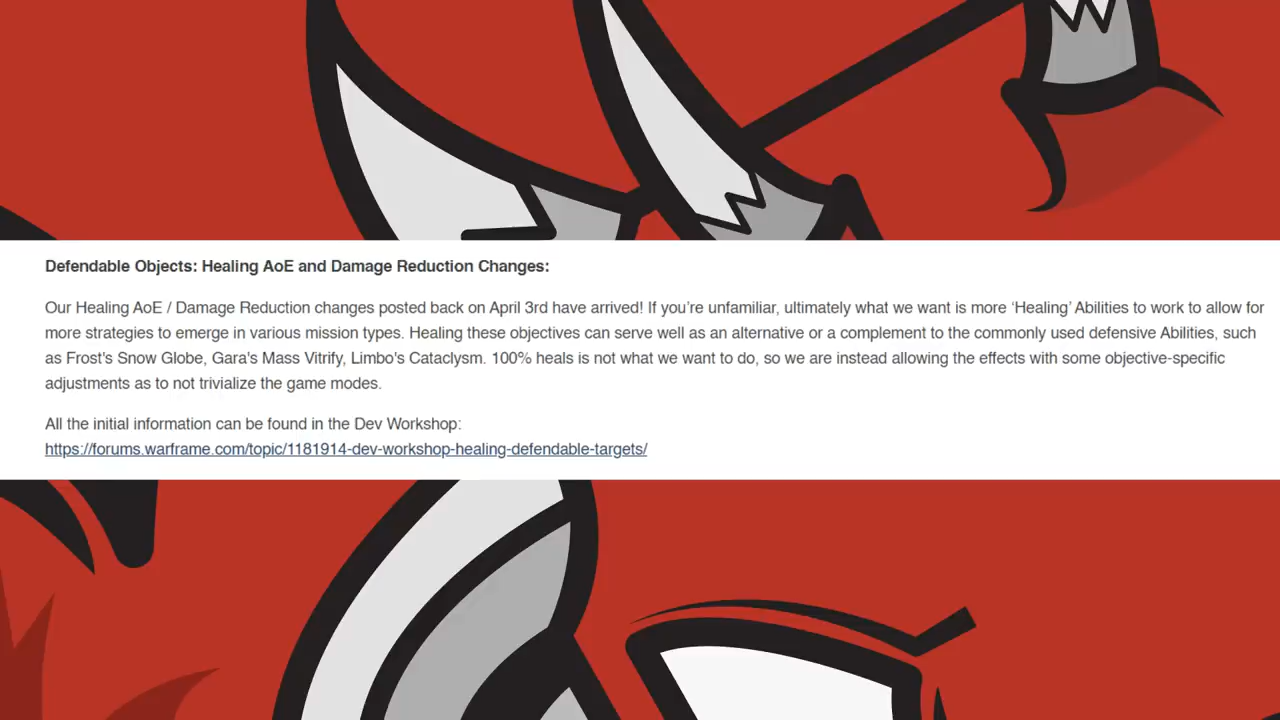 Defendable Objects: Healing AoE and Damage Reduction Changes:
Our Healing AoE / Damage Reduction changes posted back on April 3rd have arrived! If you're unfamiliar, ultimately what we want is more ‘Healing’ Abilities to work to allow for
more strategies to emerge in various mission types. Healing these objectives can serve well as an alternative or a complement to the commonly used defensive Abilities, such
as Frost's Snow Globe, Gara's Mass Vitrify, Limbo's Cataclysm. 100% heals is not what we want to do, so we are instead allowing the effects with some objective-specific
adjustments as to not trivialize the game modes.
All the initial information can be found in the Dev Workshop:
https://forums.warframe.com/topic/1181914-dev-workshop-healing-defendable-targets/